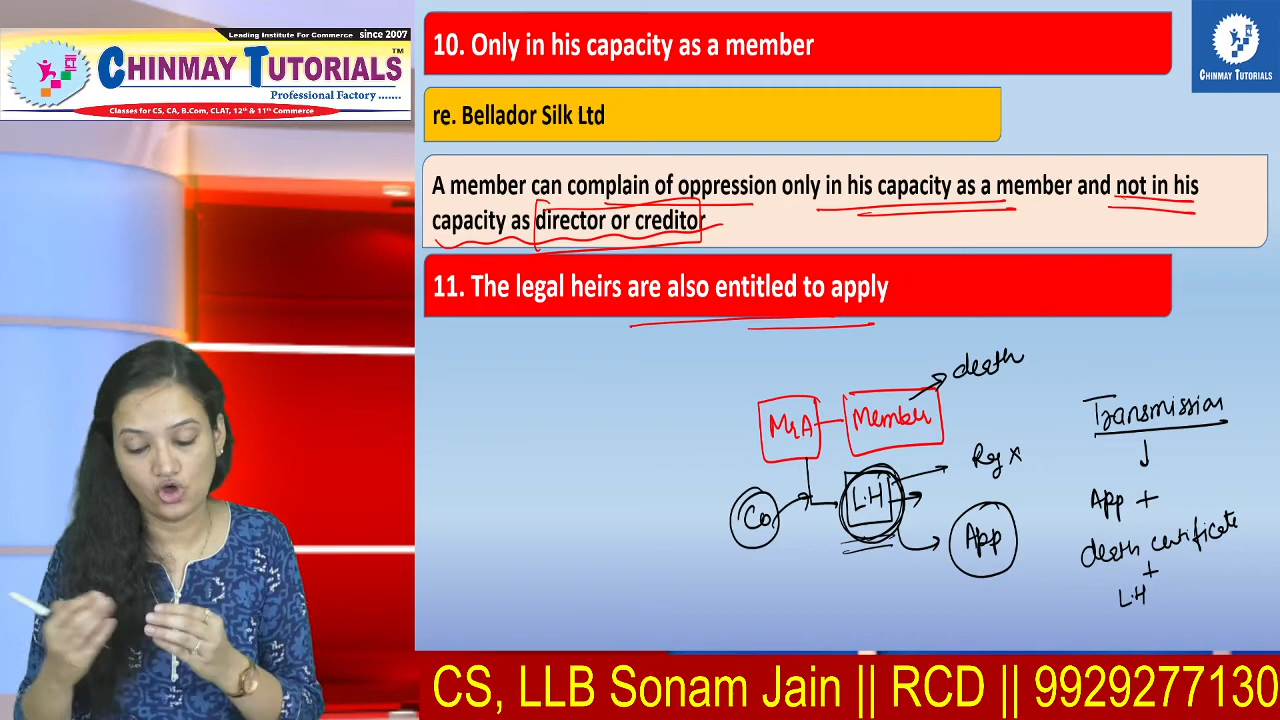 Leading Institute For Commerce since 2007
CHINMAY TUTORIALS™
Professional Factory .......
Classes for CS, CA, B.Com, CLAT, 12th & 11th Commerce
CHINMAY TUTORIALS
10. Only in his capacity as a member
re. Bellador Silk Ltd
A member can complain of oppression only in his capacity as a member and not in his
capacity as director or creditor
11. The legal heirs are also entitled to apply
death
Mr A Member
Reg x
Co L.H
App
Transmission
App +
death certificate
+
L.H
CS, LLB Sonam Jain || RCD || 9929277130